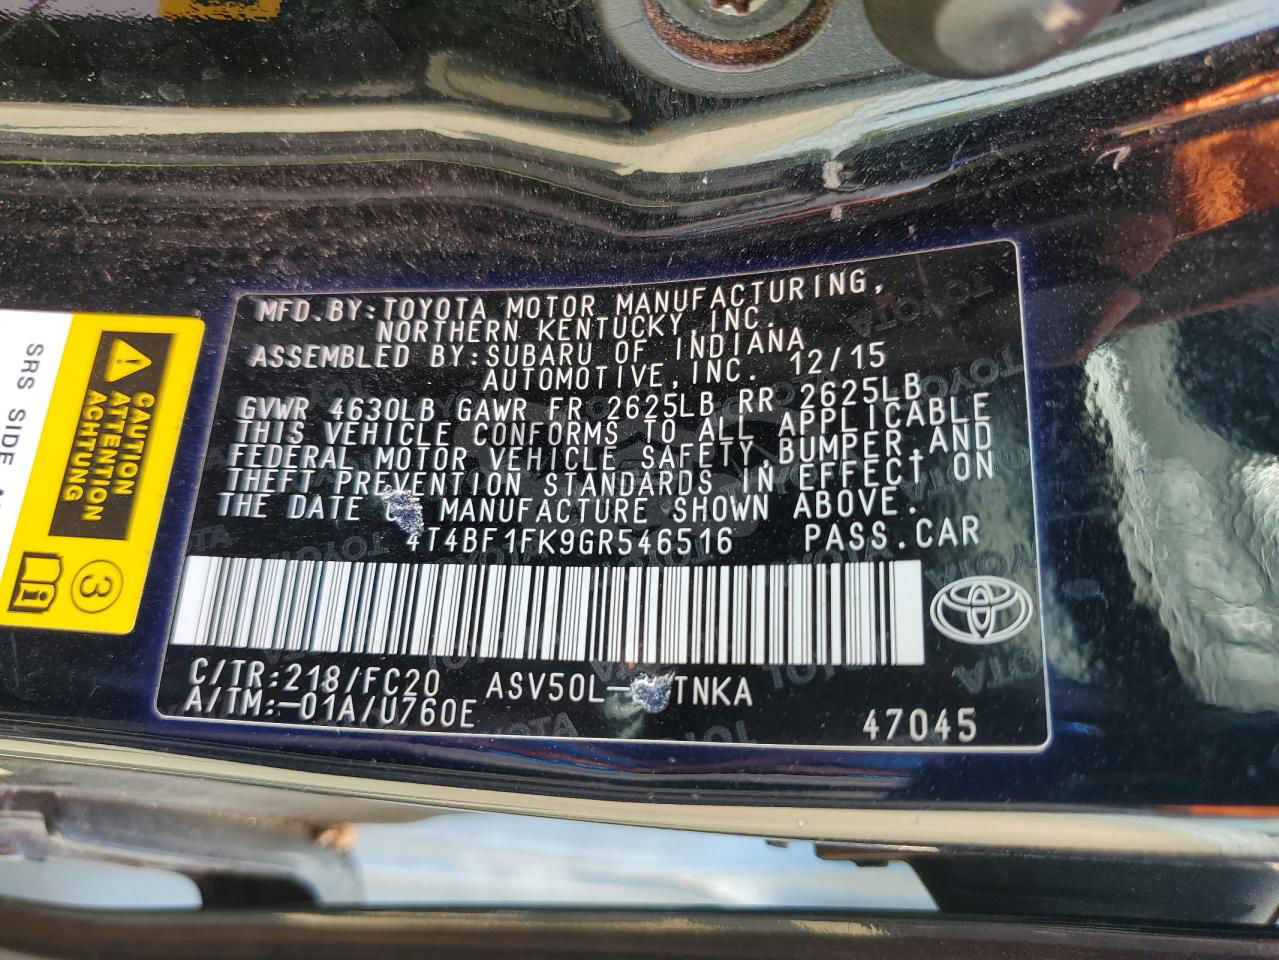 MFD.BY:TOYOTA MOTOR MANUFACTURING,
NORTHERN KENTUCKY,INC.
ASSEMBLED BY:SUBARU OF INDIANA
AUTOMOTIVE,INC. 12/15
GVWR 4630LB GAWR FR 2625LB RR 2625LB
THIS VEHICLE CONFORMS TO ALL APPLICABLE
FEDERAL MOTOR VEHICLE SAFETY,BUMPER,AND
THEFT PREVENTION STANDARDS IN EFFECT ON
THE DATE MANUFACTURE SHOWN ABOVE.
4T4BF1FK9GR546516 PASS.CAR
C/TR:218/FC20 ASV50L- TNKA
A/TM:-01A/U760E
47045
SRS SIDE
CAUTION
ATTENTION
ACHTUNG
3